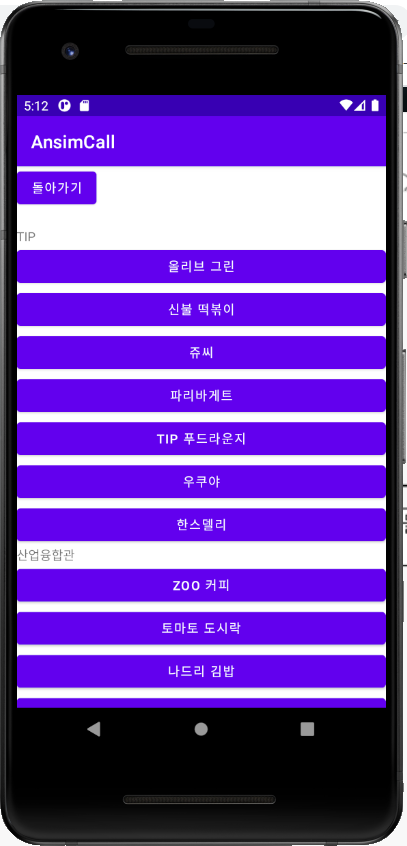 5:12
AnsimCall
돌아가기
TIP
올리브 그린
신불 떡볶이
쥬씨
파리바게트
TIP 푸드라운지
우쿠야
한스델리
산업융합관
ZOO 커피
토마토 도시락
나드리 김밥